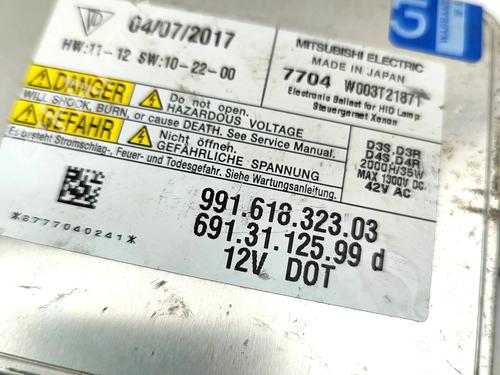 04/07/2017
HW:11-12 SW:10-22-00
MITSUBISHI ELECTRIC
MADE IN JAPAN
7704 W003T21871
Electronic Ballast for HID Lamp
Steuergerät Xenon
DANGER
Do not open.
HAZARDOUS VOLTAGE
WILL SHOCK, BURN, or cause DEATH. See Service Manual.
GEFAHR
Nicht öffnen.
GEFÄHRLICHE SPANNUNG
Es besteht Stromschlag-, Feuer- und Todesgefahr. Siehe Wartungsanleitung.
D3S, D3R
D4S, D4R
200OH/35W
MAX 1300V DC
42V AC
991.618.323.03
691.31.125.99 d
12V DOT
*8777040241*